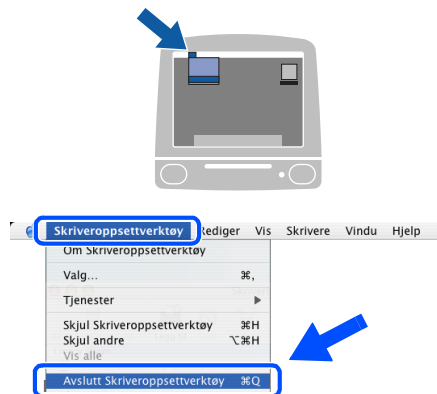 Skriveroppsettverktøy Rediger Vis Skrivere Vindu Hjelp
Om Skriveroppsettverktøy
Valg... ⌘,
Tjenester ▶
Skjul Skriveroppsettverktøy ⌘H
Skjul andre ⌥⌘H
Vis alle
Avslutt Skriveroppsettverktøy ⌘Q